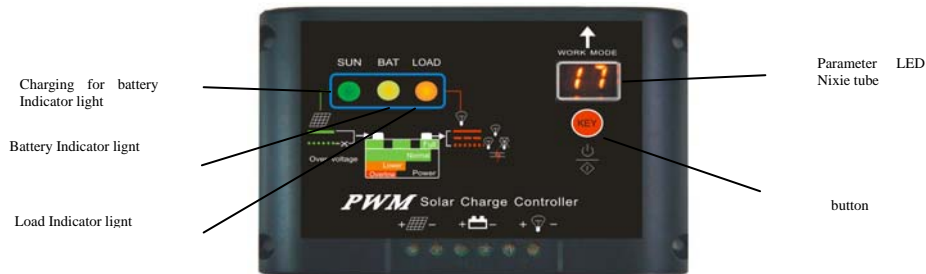 WORK MODE
SUN BAT LOAD
17
Charging for battery
Indicator light
Parameter LED
Nixie tube
KEY
Battery Indicator lignt
Over voltage
Full
Normal
Lower
Overlow Power
button
PWM Solar Charge Controller
Load Indicator lignt
+ - + - + -